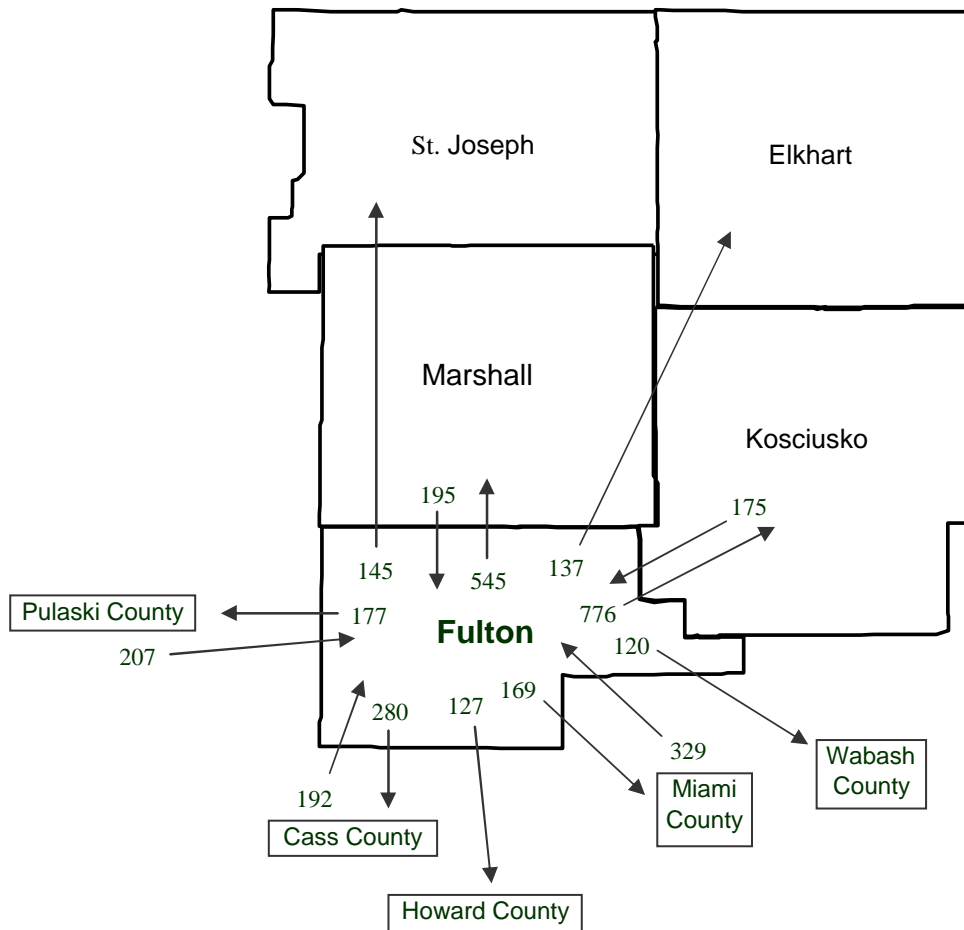 St. Joseph
Elkhart
Marshall
Kosciusko
195
175
145
545
137
Pulaski County
177
776
207
Fulton
120
169
280
127
329
192
Wabash
County
Miami
County
Cass County
Howard County